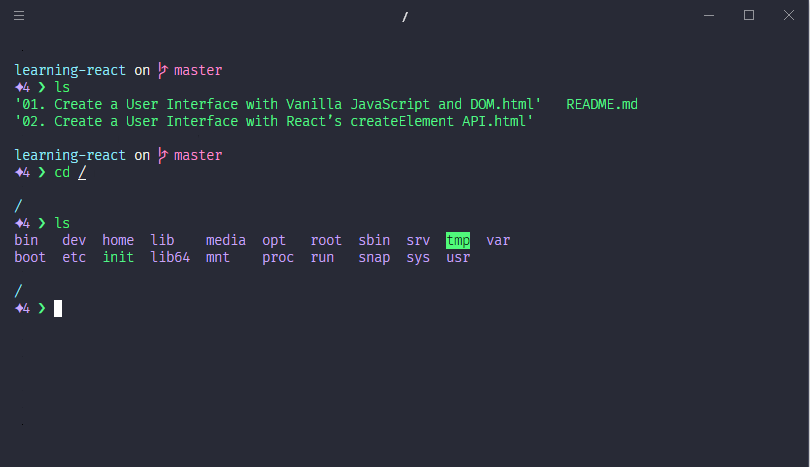 /
learning-react on master
✦4 ❯ ls
'01. Create a User Interface with Vanilla JavaScript and DOM.html'   README.md
'02. Create a User Interface with React’s createElement API.html'
learning-react on master
✦4 ❯ cd /
/
✦4 ❯ ls
bin   dev  home  lib    media  opt   root  sbin  srv  tmp  var
boot  etc  init  lib64  mnt    proc  run   snap  sys  usr
/
✦4 ❯